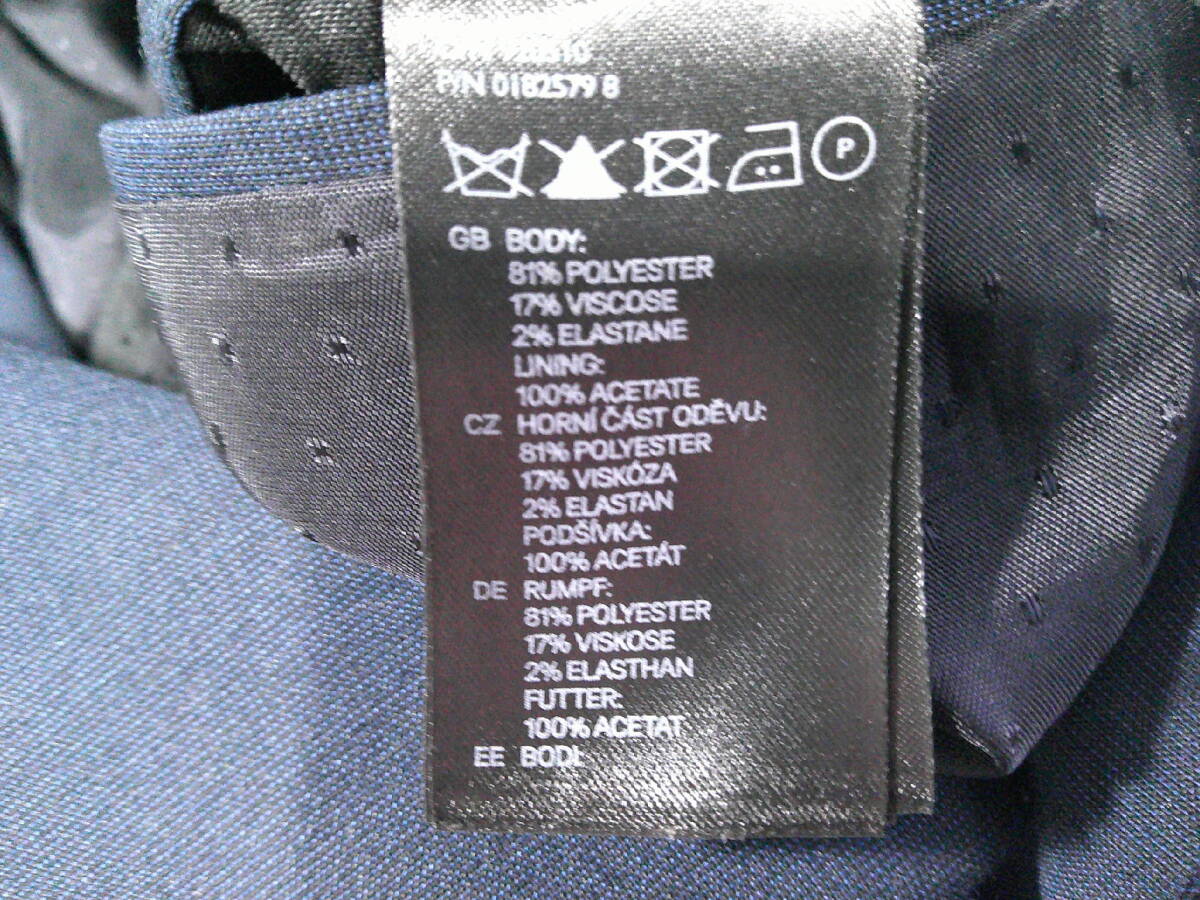 P/N 0182579 8
P
GB BODY:
81% POLYESTER
17% VISCOSE
2% ELASTANE
LINING:
100% ACETATE
CZ HORNÍ ČÁST ODĚVU:
81% POLYESTER
17% VISKÓZA
2% ELASTAN
PODŠÍVKA:
100% ACETÁT
DE RUMPF:
81% POLYESTER
17% VISKOSE
2% ELASTHAN
FUTTER:
100% ACETAT
EE BODI: